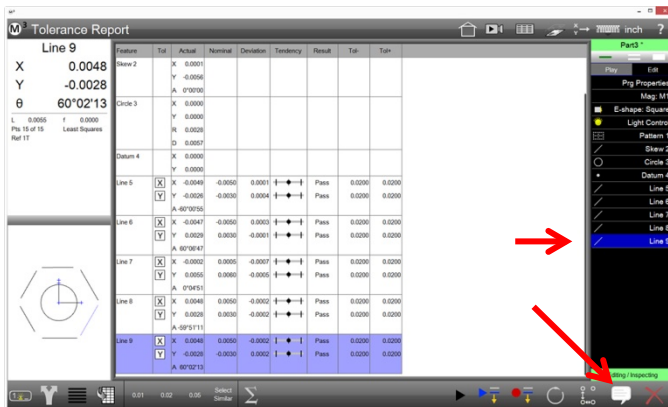 M³ Tolerance Report
inch ?
Line 9
X 0.0048
Y -0.0028
θ 60°02'13
L 0.0055 f 0.0000
Pts 15 of 15 Least Squares
Ref 1T
Feature Tol Actual Nominal Deviation Tendency Result Tol- Tol+
Skew 2 X 0.0001
Y -0.0056
A 0°00'00
Circle 3 X 0.0000
Y 0.0000
R 0.0028
D 0.0057
Datum 4 X 0.0000
Y 0.0000
Line 5 X X -0.0049 -0.0050 0.0001 Pass 0.0200 0.0200
Y Y -0.0026 -0.0030 0.0004 Pass 0.0200 0.0200
A -60°00'55
Line 6 X X -0.0047 -0.0050 0.0003 Pass 0.0200 0.0200
Y Y 0.0029 0.0030 -0.0001 Pass 0.0200 0.0200
A 60°06'47
Line 7 X X -0.0002 0.0005 -0.0007 Pass 0.0200 0.0200
Y Y 0.0055 0.0060 -0.0005 Pass 0.0200 0.0200
A 0°04'51
Line 8 X X 0.0048 0.0050 -0.0002 Pass 0.0200 0.0200
Y Y 0.0028 0.0030 -0.0002 Pass 0.0200 0.0200
A -59°51'11
Line 9 X X 0.0048 0.0050 -0.0002 Pass 0.0200 0.0200
Y Y -0.0028 -0.0030 0.0002 Pass 0.0200 0.0200
A 60°02'13
Part3 *
Play Edit
Prg Properties
Mag: M1
E-shape: Square
Light Control
Pattern 1
Skew 2
Circle 3
Datum 4
Line 5
Line 6
Line 7
Line 8
Line 9
Editing / Inspecting
0.01 0.02 0.05 Select Similar Σ